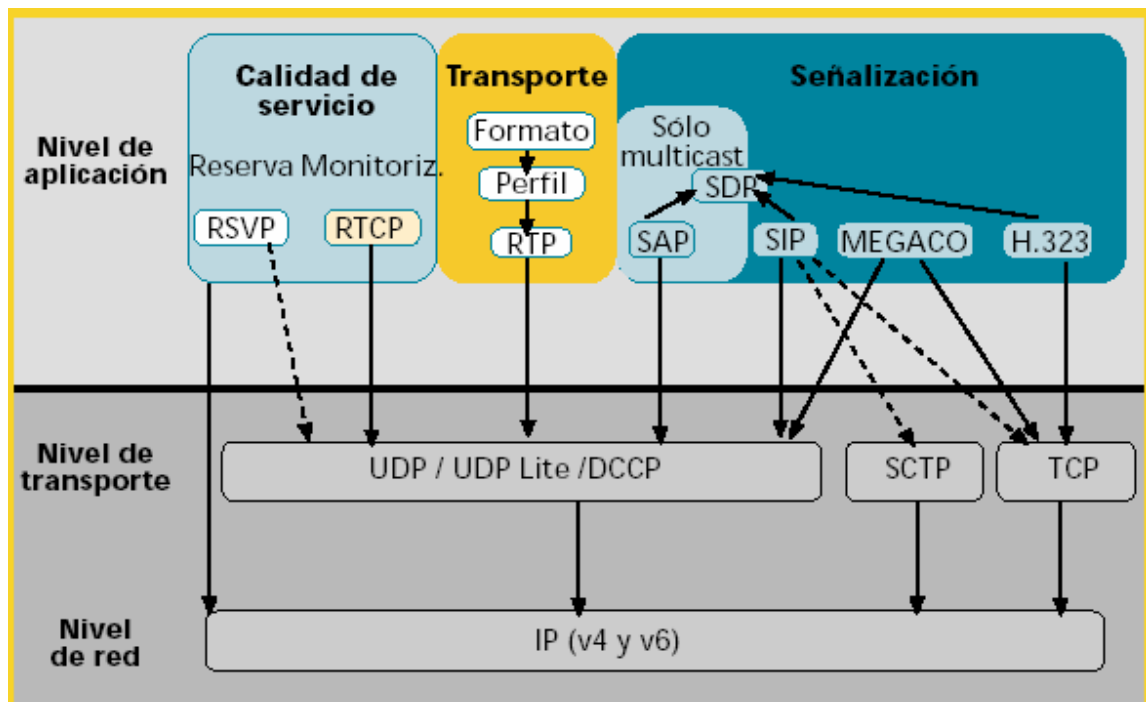 Calidad de
servicio
Transporte
Señalización
Nivel de
aplicación
Reserva Monitoriz.
Formato
Perfil
Sólo
multicast
SDP
RSVP
RTCP
RTP
SAP
SIP
MEGACO
H.323
Nivel de
transporte
UDP / UDP Lite /DCCP
SCTP
TCP
Nivel
de red
IP (v4 y v6)